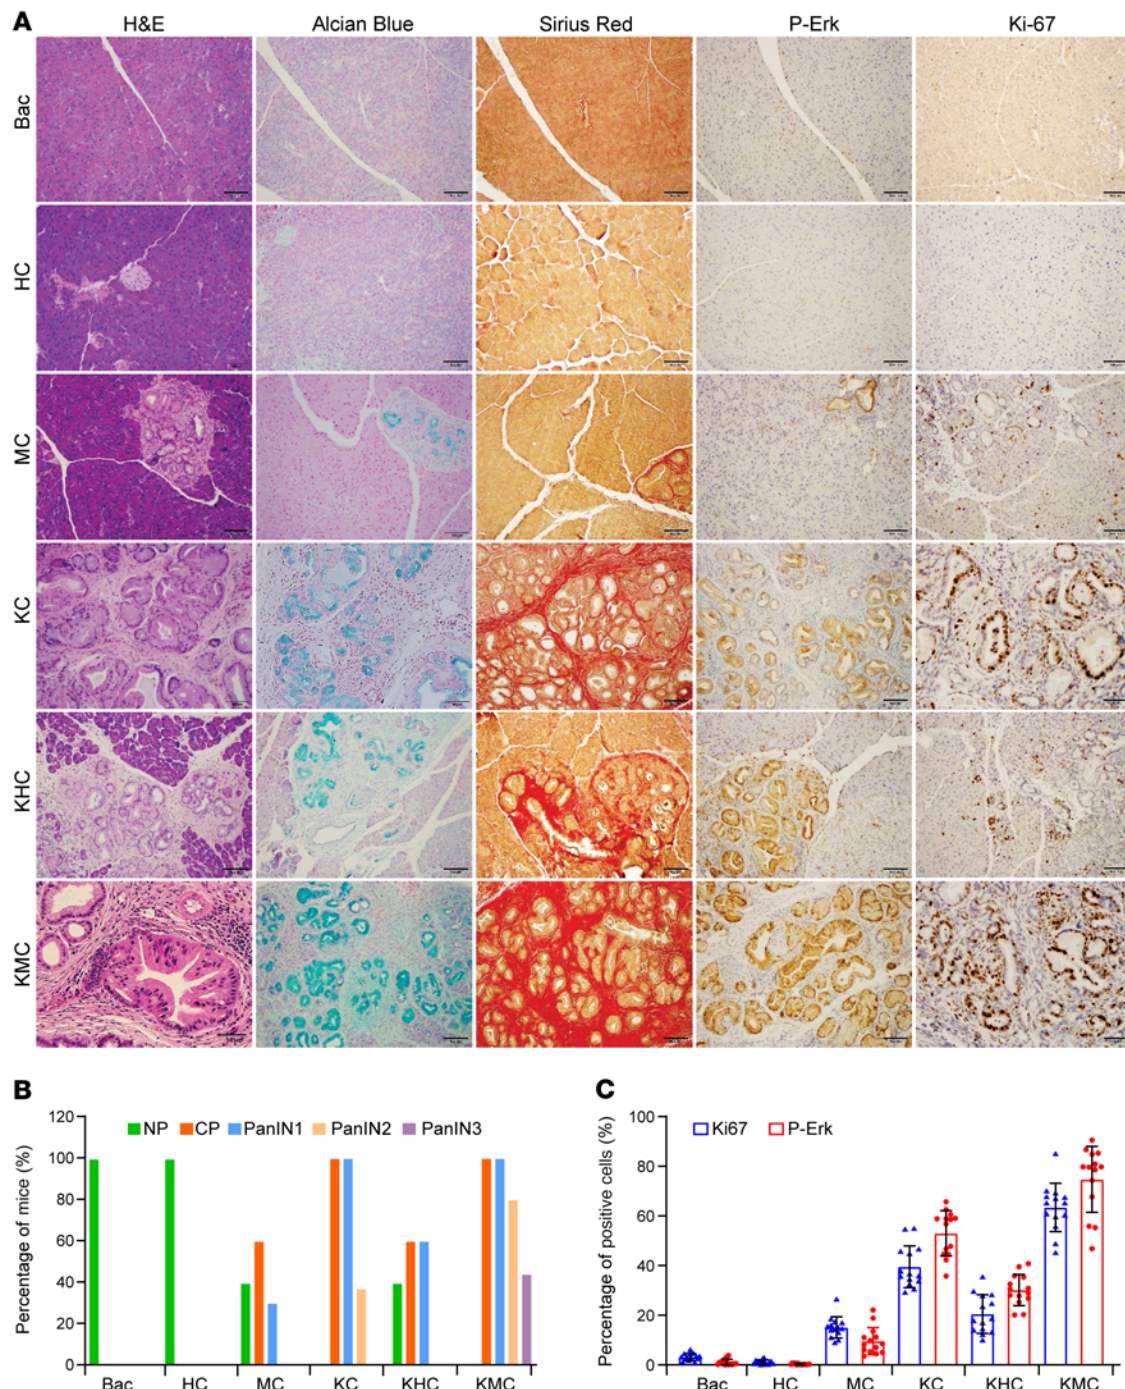 A
H&E Alcian Blue Sirius Red P-Erk Ki-67
Bac
HC
MC
KC
KHC
KMC
B
120
100
80
60
40
20
0
Percentage of mice (%)
NP CP PanIN1 PanIN2 PanIN3
Bac HC MC KC KHC KMC
C
100
80
60
40
20
0
Percentage of positive cells (%)
Ki67 P-Erk
Bac HC MC KC KHC KMC